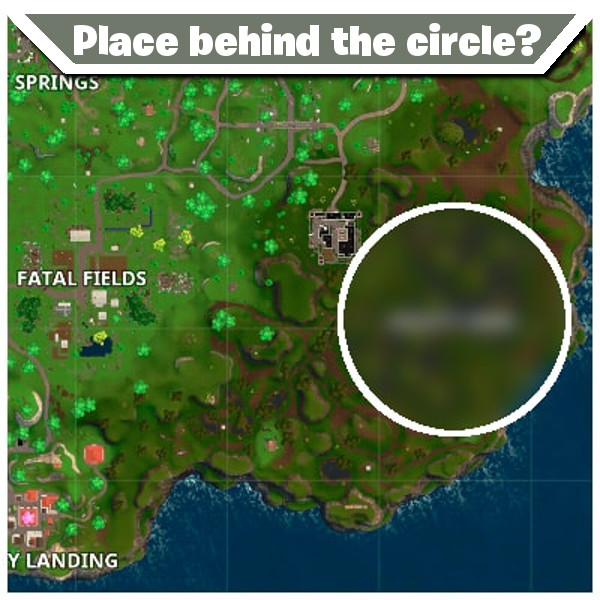 Place behind the circle?
SPRINGS
FATAL FIELDS
Y LANDING